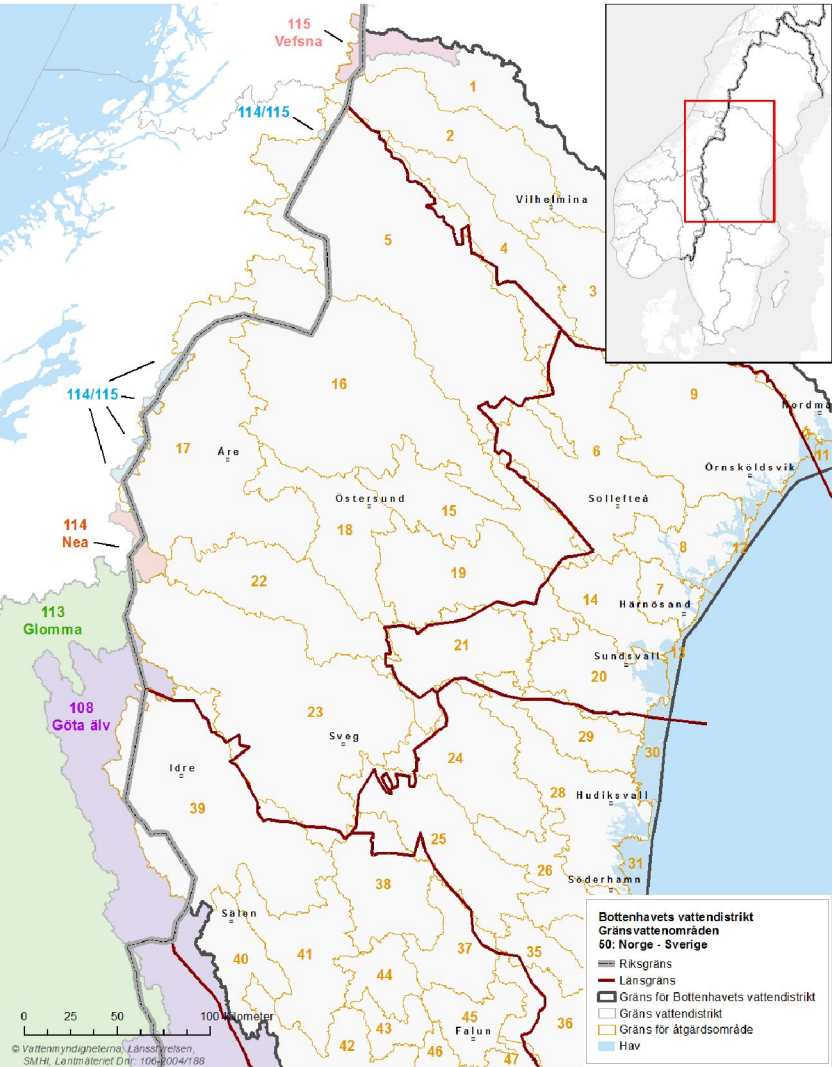 115
Vefsna
1
114/115
2
Vilhelmina
5
4
3
114/115
16
9
Nordma
17
Åre
6
11
Örnsköldsvik
Östersund
15
Sollefteå
18
114
Nea
8
12
19
22
7
14
113
Glomma
Härnösand
21
Sundsvall
13
20
108
Göta älv
23
29
Sveg
24
30
Idre
28
Hudiksvall
39
25
31
26
38
Söderhamn
Sälen
Bottenhavets vattendistrikt
Gränsvattenområden
50: Norge - Sverige
Riksgräns
Länsgräns
Gräns för Bottenhavets vattendistrikt
Gräns vattendistrikt
Gräns för åtgärdsområde
Hav
40
41
37
35
44
0 50 100 Kilometer
45
43
Falun
36
42
46
47
© Vattenmyndigheterna, Länsstyrelsen,
SMHI, Lantmäteriet Dnr: 106-2004/188